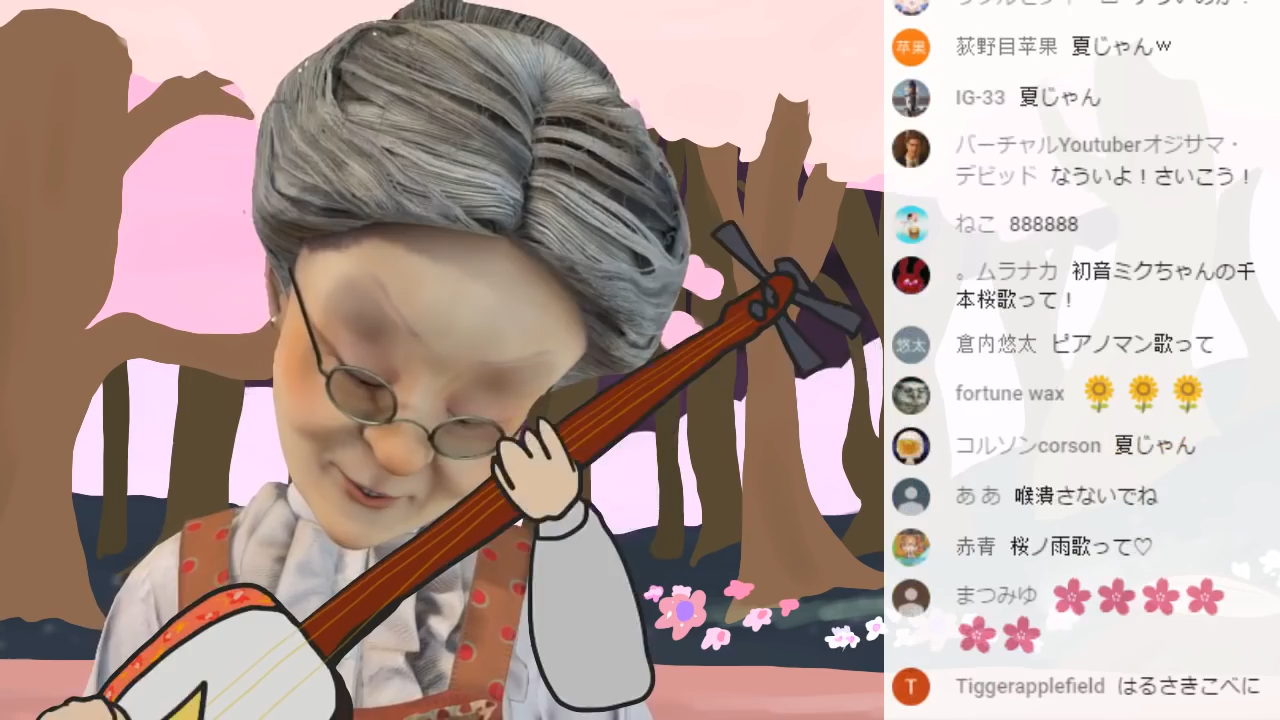 苹果
荻野目苹果 夏じゃんw
IG-33 夏じゃん
バーチャルYoutuberオジサマ・
デビッド なういよ！さいこう！
ねこ 888888
。ムラナカ 初音ミクちゃんの千
本桜歌って！
悠太
倉内悠太 ピアノマン歌って
fortune wax 🌻 🌻 🌻
コルソンcorson 夏じゃん
ああ 喉潰さないでね
赤青 桜ノ雨歌って♡
まつみゆ 🌸 🌸 🌸 🌸
🌸 🌸
T
Tiggerapplefield はるさきこべに